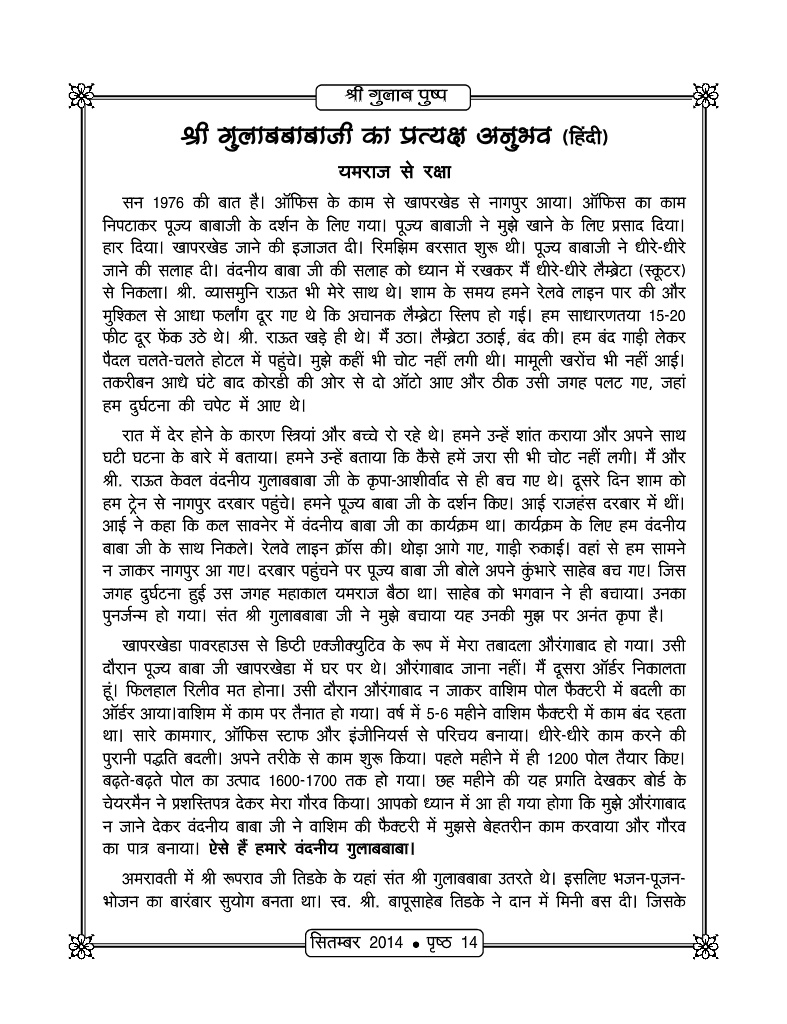 श्री गुलाब पुष्प
श्री गुलाबबाबाजी का प्रत्यक्ष अनुभव (हिंदी)
यमराज से रक्षा
सन 1976 की बात है। ऑफिस के काम से खापरखेड से नागपुर आया। ऑफिस का काम
निपटाकर पूज्य बाबाजी के दर्शन के लिए गया। पूज्य बाबाजी ने मुझे खाने के लिए प्रसाद दिया।
हार दिया। खापरखेड जाने की इजाजत दी। रिमझिम बरसात शुरू थी। पूज्य बाबाजी ने धीरे-धीरे
जाने की सलाह दी। वंदनीय बाबा जी की सलाह को ध्यान में रखकर मैं धीरे-धीरे लैम्ब्रेटा (स्कूटर)
से निकला। श्री. व्यासमुनि राऊत भी मेरे साथ थे। शाम के समय हमने रेलवे लाइन पार की और
मुश्किल से आधा फर्लांग दूर गए थे कि अचानक लैम्ब्रेटा स्लिप हो गई। हम साधारणतया 15-20
फीट दूर फेंक उठे थे। श्री. राऊत खड़े ही थे। मैं उठा। लैम्ब्रेटा उठाई, बंद की। हम बंद गाड़ी लेकर
पैदल चलते-चलते होटल में पहुंचे। मुझे कहीं भी चोट नहीं लगी थी। मामूली खरोंच भी नहीं आई।
तकरीबन आधे घंटे बाद कोरडी की ओर से दो ऑटो आए और ठीक उसी जगह पलट गए, जहां
हम दुर्घटना की चपेट में आए थे।
रात में देर होने के कारण स्त्रियां और बच्चे रो रहे थे। हमने उन्हें शांत कराया और अपने साथ
घटी घटना के बारे में बताया। हमने उन्हें बताया कि कैसे हमें जरा सी भी चोट नहीं लगी। मैं और
श्री. राऊत केवल वंदनीय गुलाबबाबा जी के कृपा-आशीर्वाद से ही बच गए थे। दूसरे दिन शाम को
हम ट्रेन से नागपुर दरबार पहुंचे। हमने पूज्य बाबा जी के दर्शन किए। आई राजहंस दरबार में थीं।
आई ने कहा कि कल सावनेर में वंदनीय बाबा जी का कार्यक्रम था। कार्यक्रम के लिए हम वंदनीय
बाबा जी के साथ निकले। रेलवे लाइन क्रॉस की। थोड़ा आगे गए, गाड़ी रुकाई। वहां से हम सामने
न जाकर नागपुर आ गए। दरबार पहुंचने पर पूज्य बाबा जी बोले अपने कुंभारे साहेब बच गए। जिस
जगह दुर्घटना हुई उस जगह महाकाल यमराज बैठा था। साहेब को भगवान ने ही बचाया। उनका
पुनर्जन्म हो गया। संत श्री गुलाबबाबा जी ने मुझे बचाया यह उनकी मुझ पर अनंत कृपा है।
खापरखेडा पावरहाउस से डिप्टी एक्जीक्युटिव के रूप में मेरा तबादला औरंगाबाद हो गया। उसी
दौरान पूज्य बाबा जी खापरखेडा में घर पर थे। औरंगाबाद जाना नहीं। मैं दूसरा ऑर्डर निकालता
हूं। फिलहाल रिलीव मत होना। उसी दौरान औरंगाबाद न जाकर वाशिम पोल फैक्टरी में बदली का
ऑर्डर आया।वाशिम में काम पर तैनात हो गया। वर्ष में 5-6 महीने वाशिम फैक्टरी में काम बंद रहता
था। सारे कामगार, ऑफिस स्टाफ और इंजीनियर्स से परिचय बनाया। धीरे-धीरे काम करने की
पुरानी पद्धति बदली। अपने तरीके से काम शुरू किया। पहले महीने में ही 1200 पोल तैयार किए।
बढ़ते-बढ़ते पोल का उत्पाद 1600-1700 तक हो गया। छह महीने की यह प्रगति देखकर बोर्ड के
चेयरमैन ने प्रशस्तिपत्र देकर मेरा गौरव किया। आपको ध्यान में आ ही गया होगा कि मुझे औरंगाबाद
न जाने देकर वंदनीय बाबा जी ने वाशिम की फैक्टरी में मुझसे बेहतरीन काम करवाया और गौरव
का पात्र बनाया। ऐसे हैं हमारे वंदनीय गुलाबबाबा।
अमरावती में श्री रूपराव जी तिडके के यहां संत श्री गुलाबबाबा उतरते थे। इसलिए भजन-पूजन-
भोजन का बारंबार सुयोग बनता था। स्व. श्री. बापूसाहेब तिडके ने दान में मिनी बस दी। जिसके
सितम्बर 2014 ● पृष्ठ 14